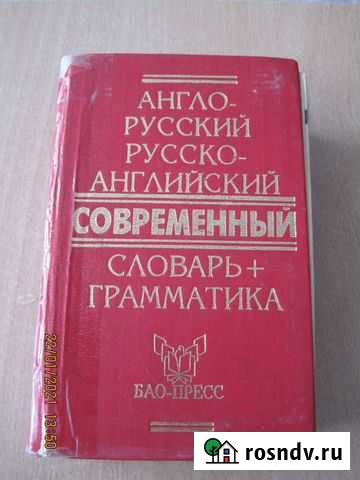 АНГЛО-
РУССКИЙ
РУССКО-
АНГЛИЙСКИЙ
СОВРЕМЕННЫЙ
СЛОВАРЬ+
ГРАММАТИКА
БАО-ПРЕСС
22/01/2021 13:50
rosndv.ru